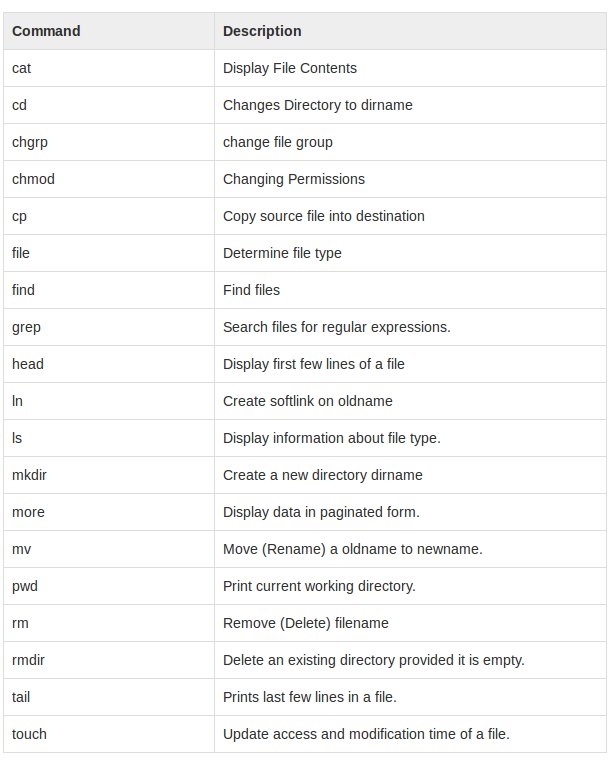 Command Description
cat Display File Contents
cd Changes Directory to dirname
chgrp change file group
chmod Changing Permissions
cp Copy source file into destination
file Determine file type
find Find files
grep Search files for regular expressions.
head Display first few lines of a file
ln Create softlink on oldname
ls Display information about file type.
mkdir Create a new directory dirname
more Display data in paginated form.
mv Move (Rename) a oldname to newname.
pwd Print current working directory.
rm Remove (Delete) filename
rmdir Delete an existing directory provided it is empty.
tail Prints last few lines in a file.
touch Update access and modification time of a file.